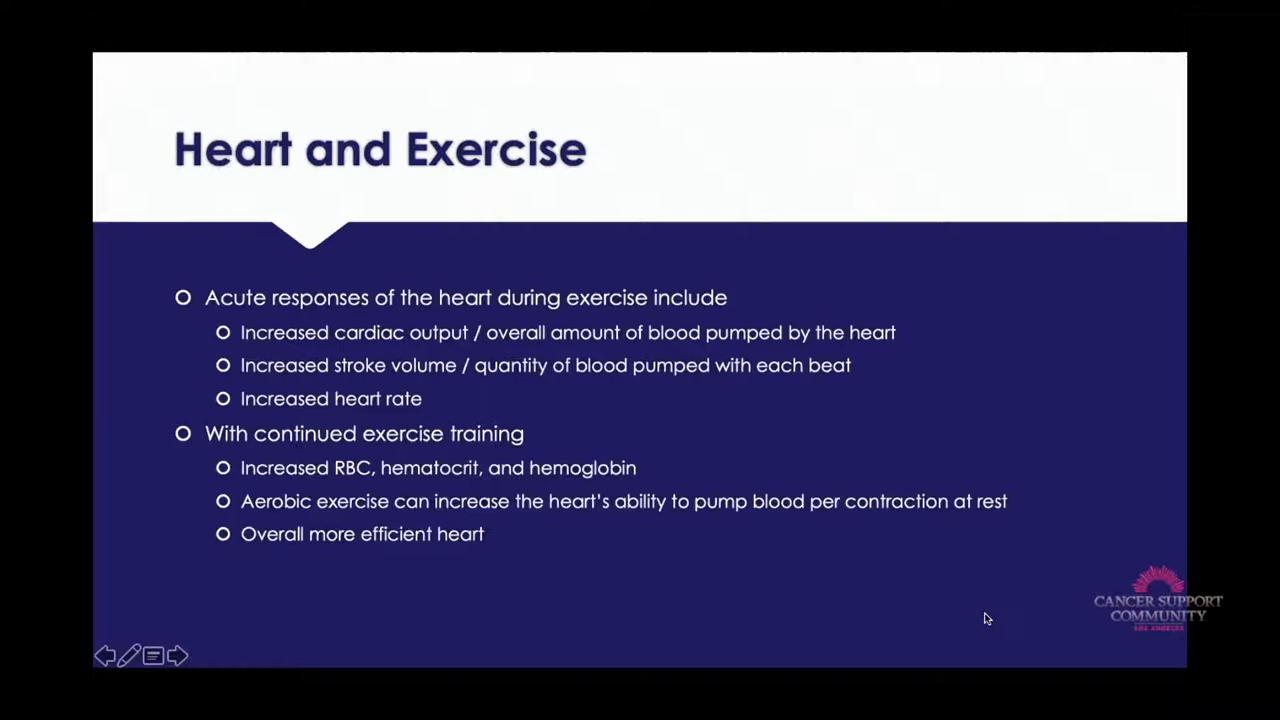 Heart and Exercise
Acute responses of the heart during exercise include
Increased cardiac output / overall amount of blood pumped by the heart
Increased stroke volume / quantity of blood pumped with each beat
Increased heart rate
With continued exercise training
Increased RBC, hematocrit, and hemoglobin
Aerobic exercise can increase the heart's ability to pump blood per contraction at rest
Overall more efficient heart
CANCER SUPPORT
COMMUNITY
LOS ANGELES